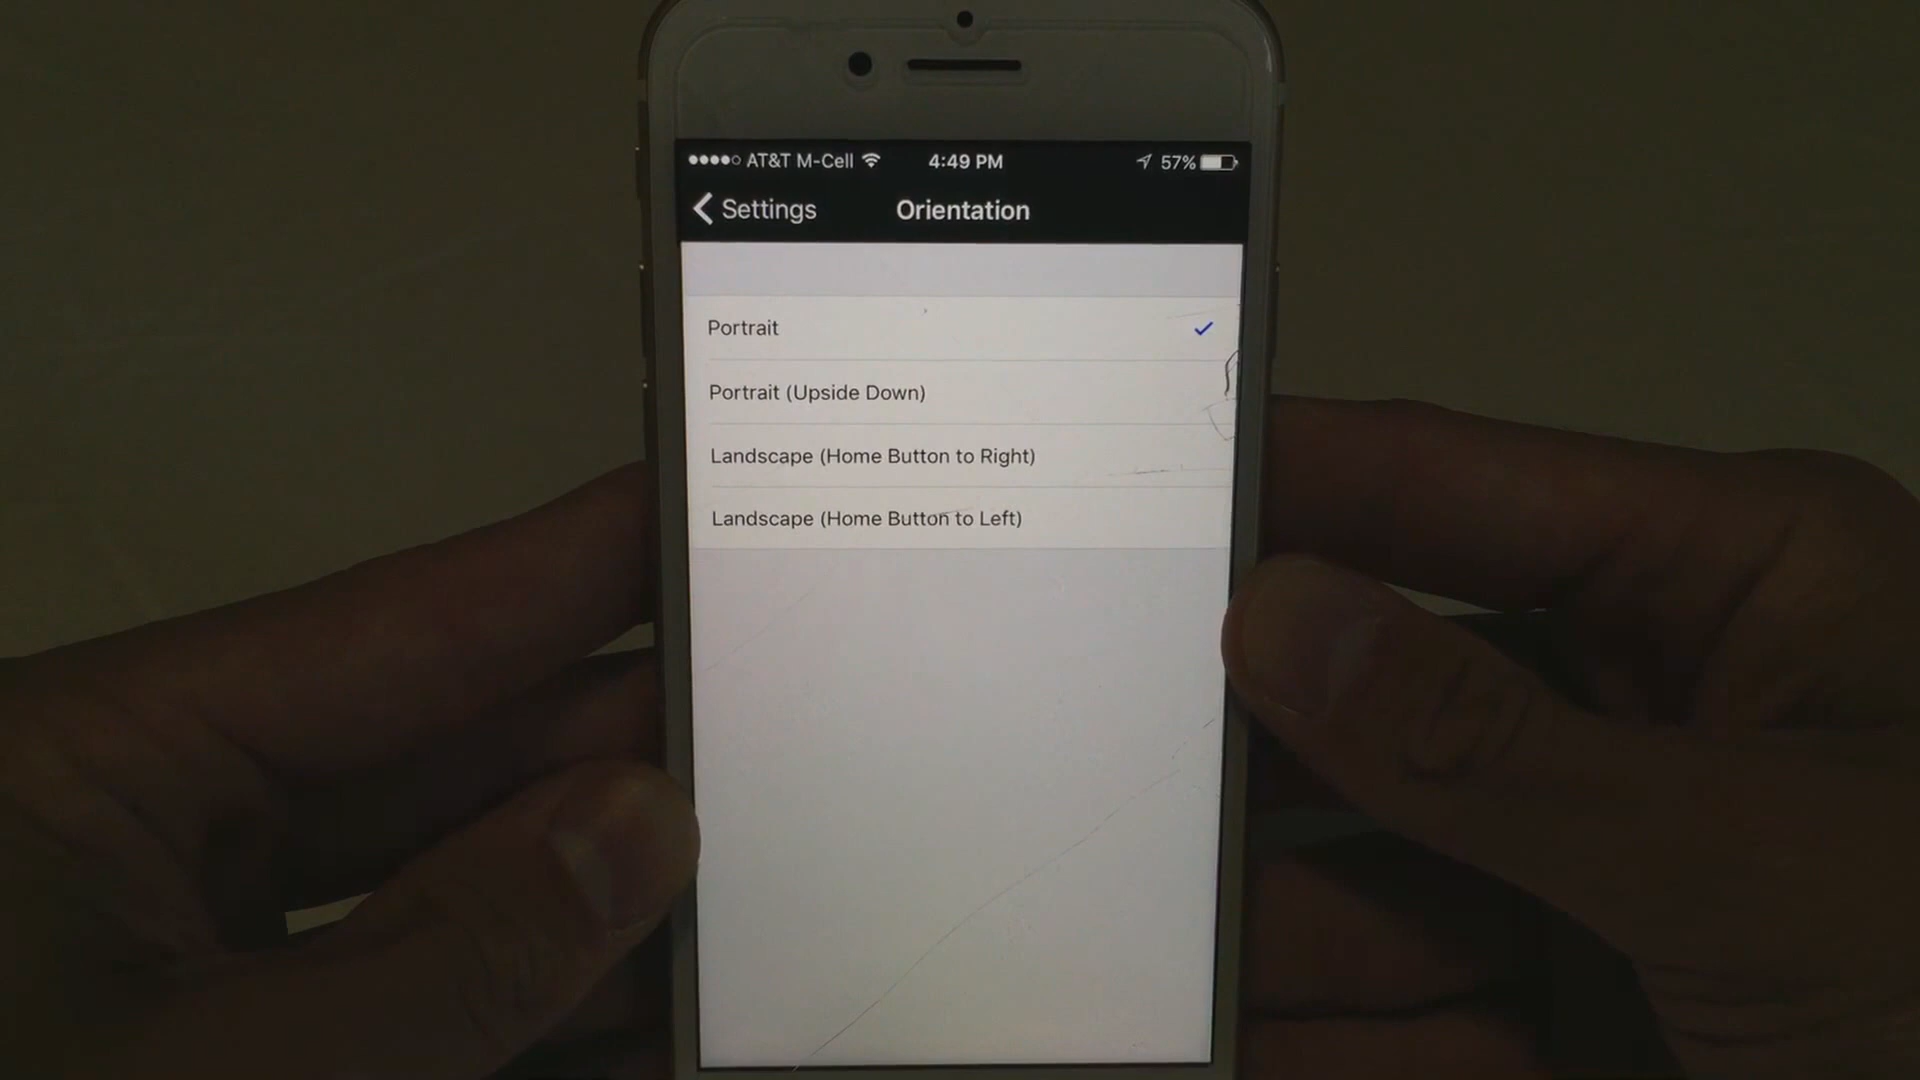 AT&T M-Cell 4:49 PM 57%
Settings Orientation
Portrait
Portrait (Upside Down)
Landscape (Home Button to Right)
Landscape (Home Button to Left)